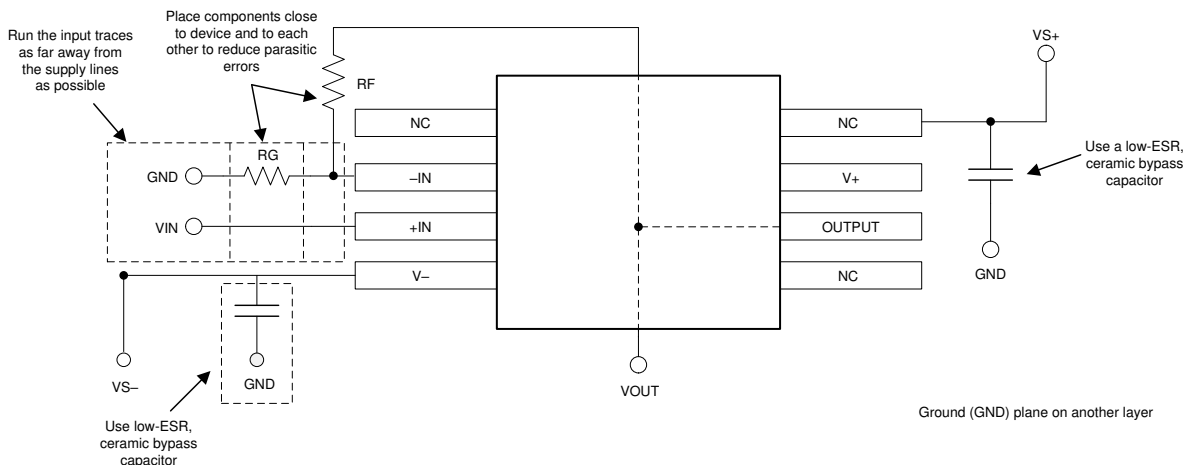 Place components close
to device and to each
other to reduce parasitic
errors
Run the input traces
as far away from
the supply lines
as possible
VS+
RF
NC
NC
Use a low-ESR,
ceramic bypass
capacitor
RG
GND
–IN
V+
VIN
+IN
OUTPUT
GND
V–
NC
VS–
GND
VOUT
Use low-ESR,
ceramic bypass
capacitor
Ground (GND) plane on another layer